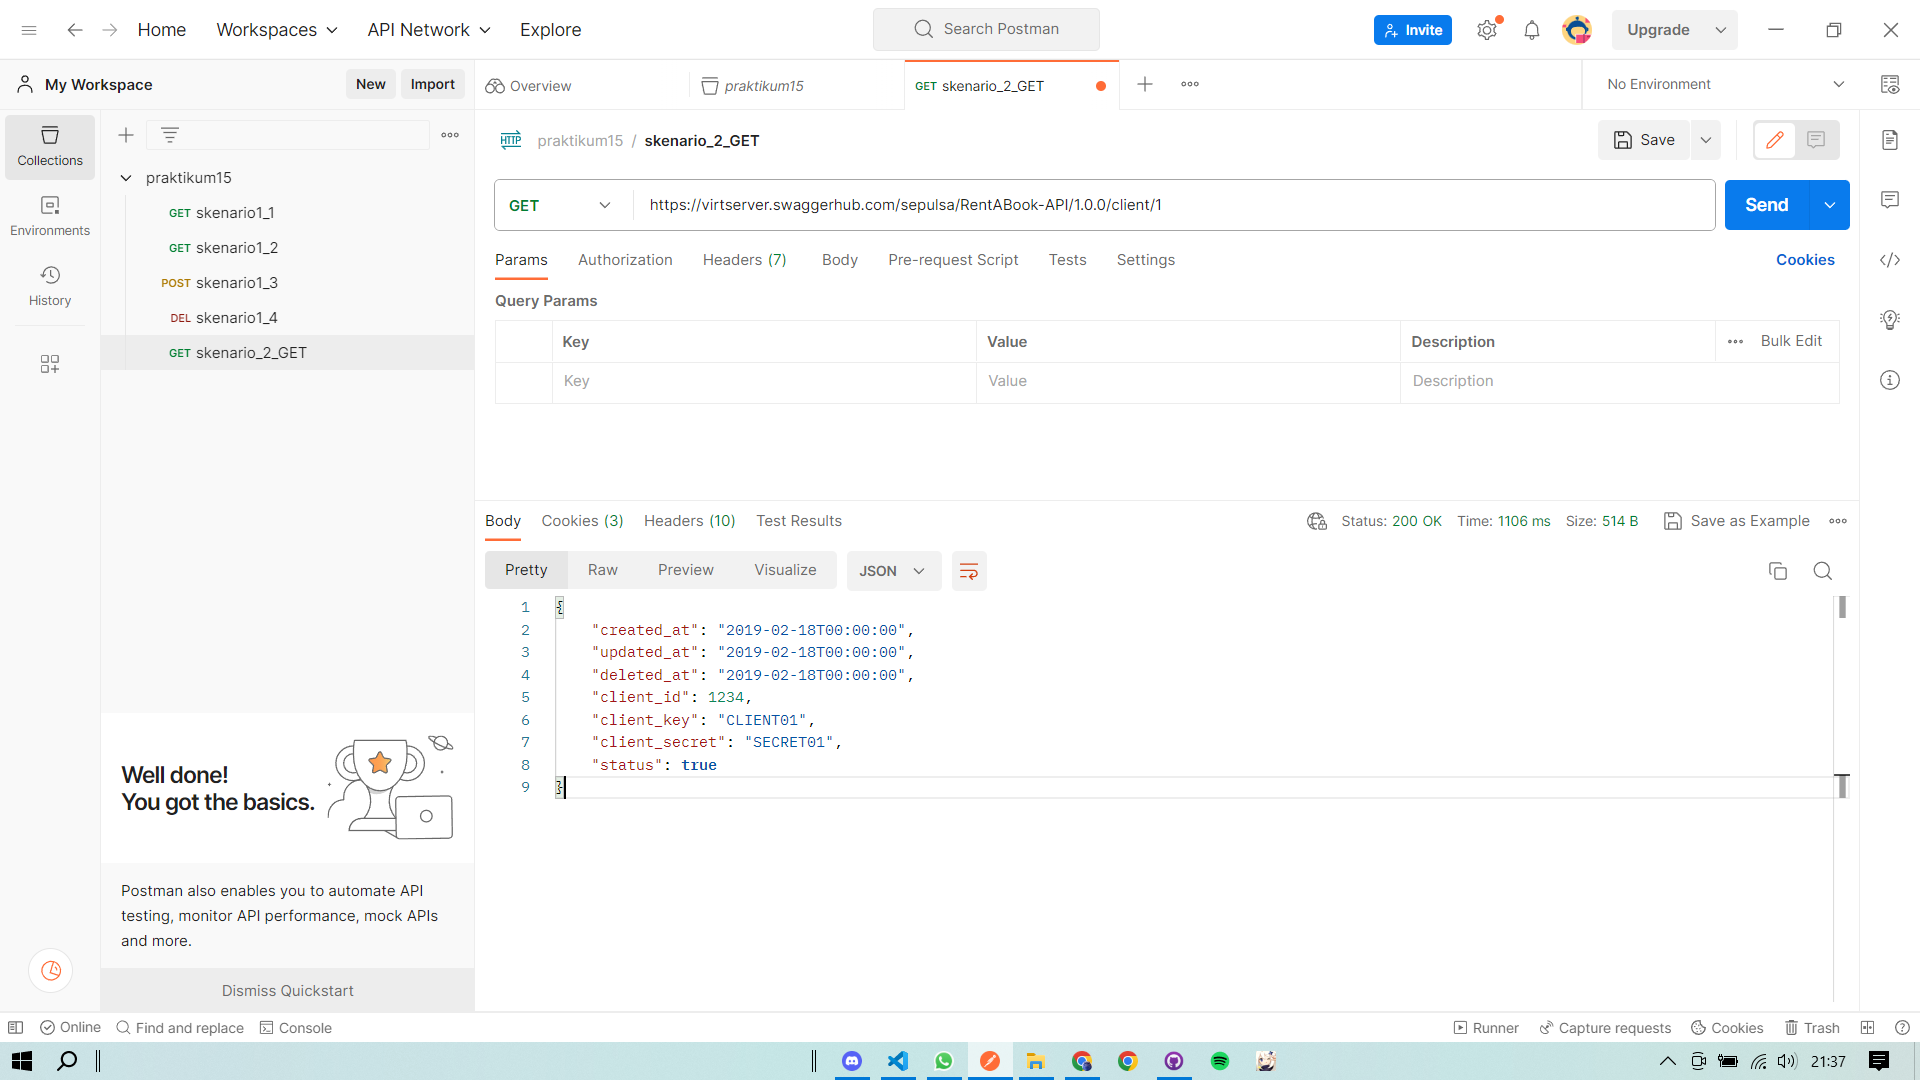 Home Workspaces API Network Explore Search Postman Invite Upgrade
My Workspace New Import Overview praktikum15 GET skenario_2_GET No Environment
Collections
Environments
History
praktikum15
GET skenario1_1
GET skenario1_2
POST skenario1_3
DEL skenario1_4
GET skenario_2_GET
Well done!
You got the basics.
Postman also enables you to automate API
testing, monitor API performance, mock APIs
and more.
Dismiss Quickstart
HTTP praktikum15 / skenario_2_GET Save
GET https://virtserver.swaggerhub.com/sepulsa/RentABook-API/1.0.0/client/1 Send
Params Authorization Headers (7) Body Pre-request Script Tests Settings Cookies
Query Params
Key Value Description Bulk Edit
Key Value Description
Body Cookies (3) Headers (10) Test Results Status: 200 OK Time: 1106 ms Size: 514 B Save as Example
Pretty Raw Preview Visualize JSON
1 {
2 "created_at": "2019-02-18T00:00:00",
3 "updated_at": "2019-02-18T00:00:00",
4 "deleted_at": "2019-02-18T00:00:00",
5 "client_id": 1234,
6 "client_key": "CLIENT01",
7 "client_secret": "SECRET01",
8 "status": true
9 }
Online Find and replace Console Runner Capture requests Cookies Trash
21:37